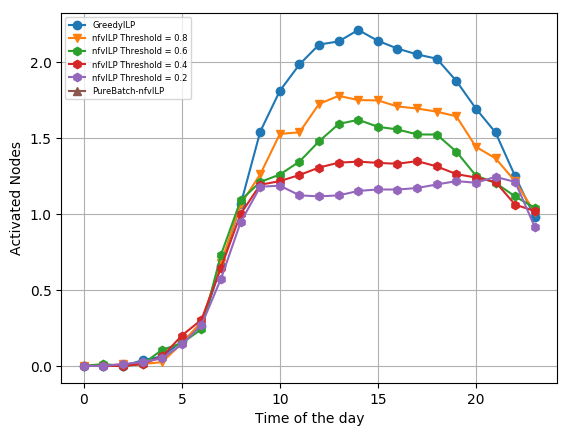 GreedyILP
nfvILP Threshold = 0.8
nfvILP Threshold = 0.6
nfvILP Threshold = 0.4
nfvILP Threshold = 0.2
PureBatch-nfvILP
Activated Nodes
2.0
1.5
1.0
0.5
0.0
0 5 10 15 20
Time of the day